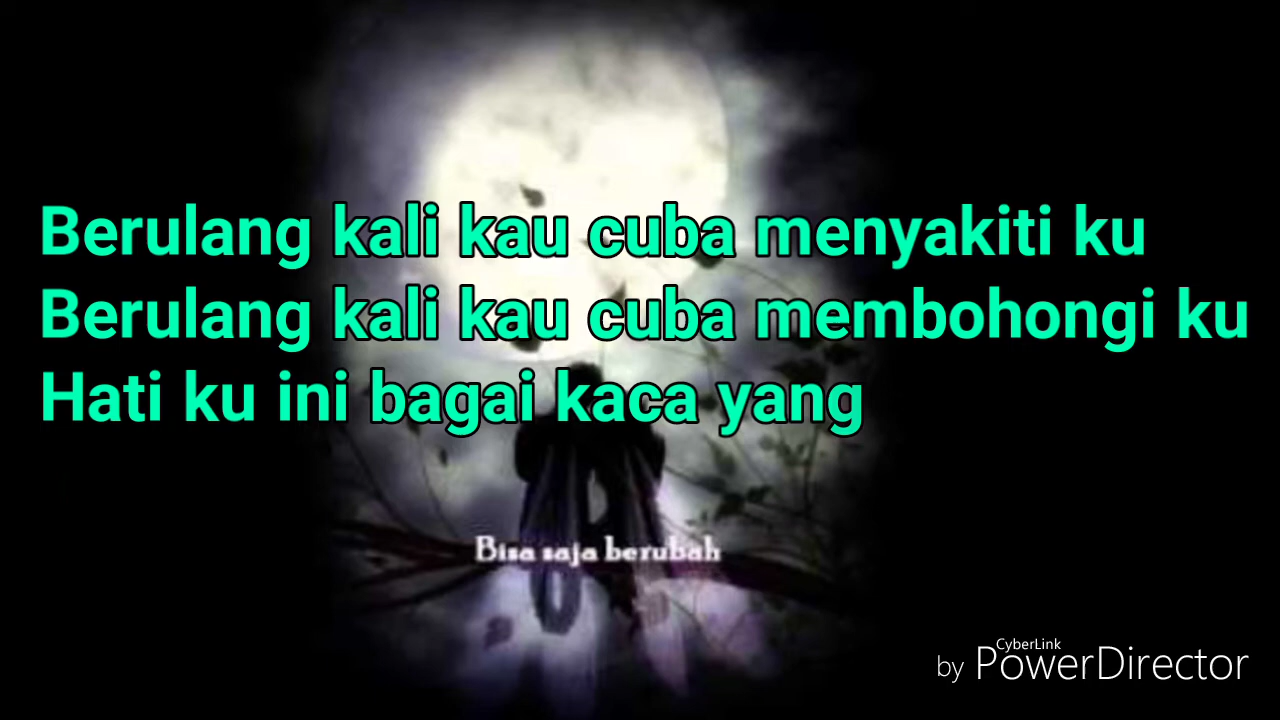 Berulang kali kau cuba menyakiti ku
Berulang kali kau cuba membohongi ku
Hati ku ini bagai kaca yang
Bisa saja berubah
CyberLink
by PowerDirector